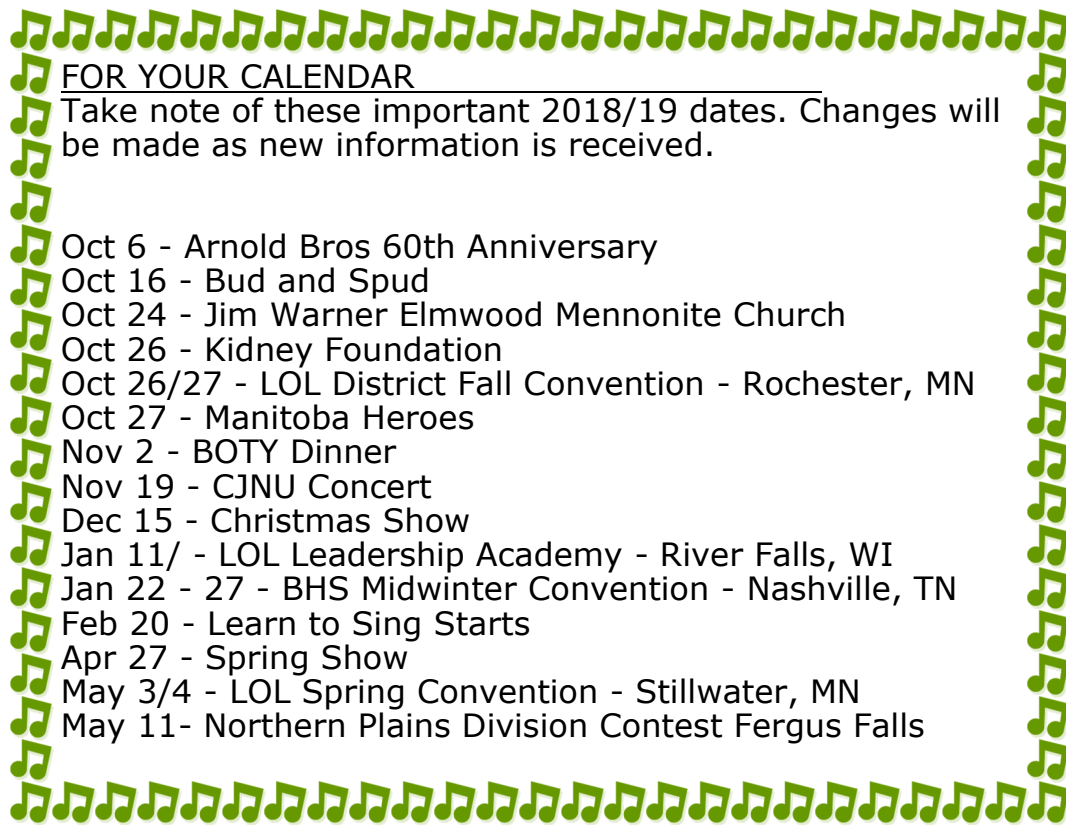 FOR YOUR CALENDAR
Take note of these important 2018/19 dates. Changes will
be made as new information is received.
Oct 6 - Arnold Bros 60th Anniversary
Oct 16 - Bud and Spud
Oct 24 - Jim Warner Elmwood Mennonite Church
Oct 26 - Kidney Foundation
Oct 26/27 - LOL District Fall Convention - Rochester, MN
Oct 27 - Manitoba Heroes
Nov 2 - BOTY Dinner
Nov 19 - CJNU Concert
Dec 15 - Christmas Show
Jan 11/ - LOL Leadership Academy - River Falls, WI
Jan 22 - 27 - BHS Midwinter Convention - Nashville, TN
Feb 20 - Learn to Sing Starts
Apr 27 - Spring Show
May 3/4 - LOL Spring Convention - Stillwater, MN
May 11- Northern Plains Division Contest Fergus Falls